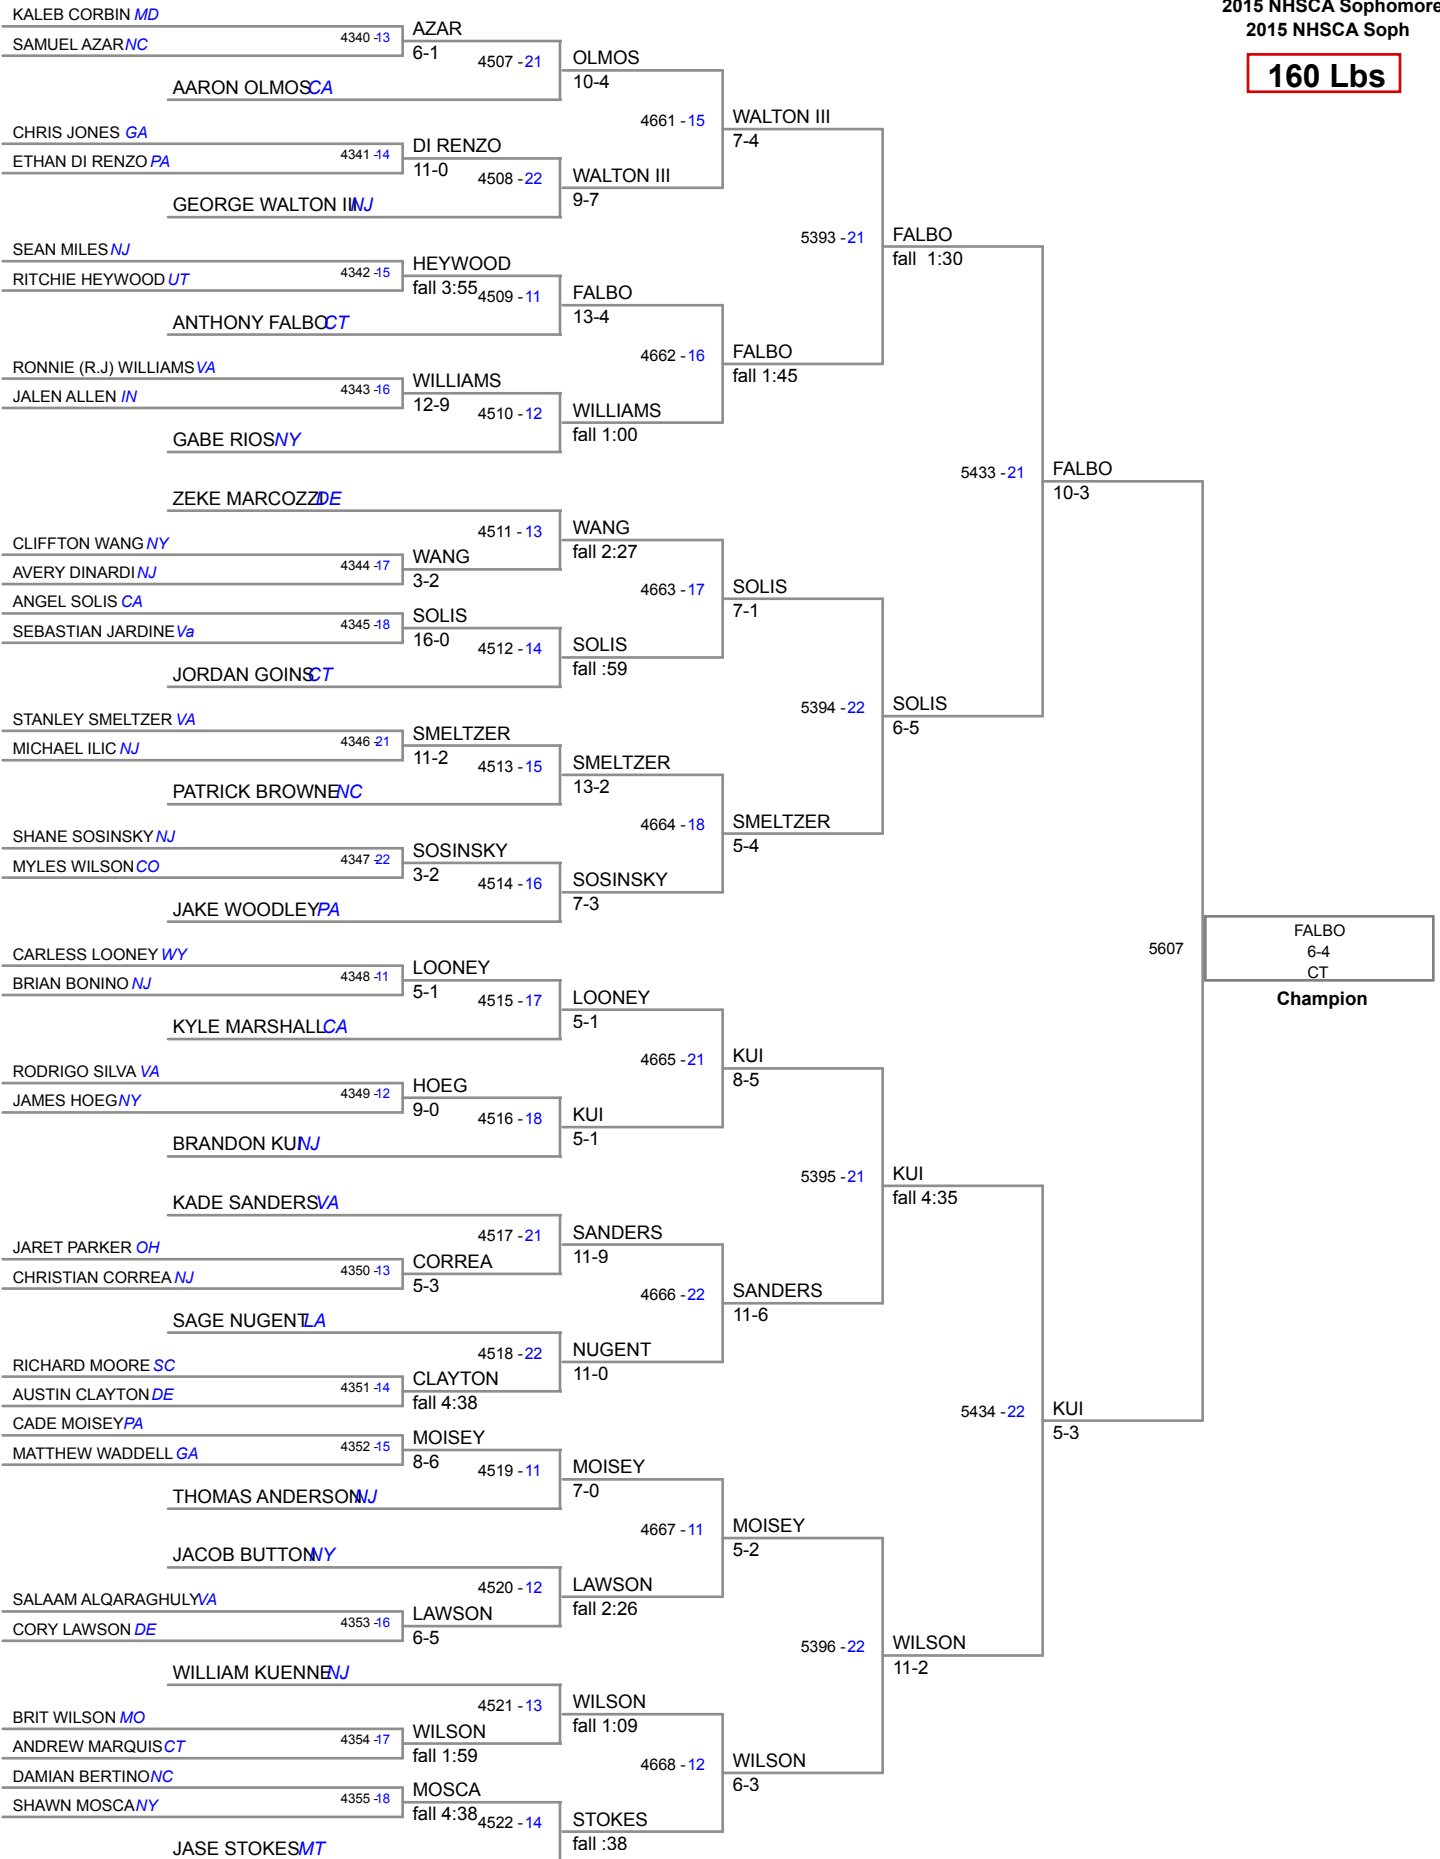 2015 NHSCA Sophomore
2015 NHSCA Soph
160 Lbs
KALEB CORBIN MD
SAMUEL AZAR NC
4340 -13
AZAR
6-1
AARON OLMOS CA
4507 - 21
OLMOS
10-4
CHRIS JONES GA
ETHAN DI RENZO PA
4341 -14
DI RENZO
11-0
GEORGE WALTON III NJ
4508 - 22
WALTON III
9-7
4661 - 15
WALTON III
7-4
SEAN MILES NJ
RITCHIE HEYWOOD UT
4342 -15
HEYWOOD
fall 3:55
ANTHONY FALBO CT
4509 - 11
FALBO
13-4
RONNIE (R.J) WILLIAMS VA
JALEN ALLEN IN
4343 -16
WILLIAMS
12-9
GABE RIOS NY
4510 - 12
WILLIAMS
fall 1:00
4662 - 16
FALBO
fall 1:45
5393 - 21
FALBO
fall 1:30
ZEKE MARCOZZI DE
CLIFFTON WANG NY
AVERY DINARDI NJ
4344 -17
WANG
3-2
4511 - 13
WANG
fall 2:27
ANGEL SOLIS CA
SEBASTIAN JARDINE Va
4345 -18
SOLIS
16-0
JORDAN GOINS CT
4512 - 14
SOLIS
fall :59
4663 - 17
SOLIS
7-1
STANLEY SMELTZER VA
MICHAEL ILIC NJ
4346 -21
SMELTZER
11-2
PATRICK BROWNE NC
4513 - 15
SMELTZER
13-2
SHANE SOSINSKY NJ
MYLES WILSON CO
4347 -22
SOSINSKY
3-2
JAKE WOODLEY PA
4514 - 16
SOSINSKY
7-3
4664 - 18
SMELTZER
5-4
5394 - 22
SOLIS
6-5
5433 - 21
FALBO
10-3
CARLESS LOONEY WY
BRIAN BONINO NJ
4348 -11
LOONEY
5-1
KYLE MARSHALL CA
4515 - 17
LOONEY
5-1
RODRIGO SILVA VA
JAMES HOEG NY
4349 -12
HOEG
9-0
BRANDON KUI NJ
4516 - 18
KUI
5-1
4665 - 21
KUI
8-5
KADE SANDERS VA
JARET PARKER OH
CHRISTIAN CORREA NJ
4350 -13
CORREA
5-3
4517 - 21
SANDERS
11-9
SAGE NUGENT LA
RICHARD MOORE SC
AUSTIN CLAYTON DE
4351 -14
CLAYTON
fall 4:38
4518 - 22
NUGENT
11-0
4666 - 22
SANDERS
11-6
5395 - 21
KUI
fall 4:35
CADE MOISEY PA
MATTHEW WADDELL GA
4352 -15
MOISEY
8-6
THOMAS ANDERSON NJ
4519 - 11
MOISEY
7-0
JACOB BUTTON NY
SALAAM ALQARAGHULY VA
CORY LAWSON DE
4353 -16
LAWSON
6-5
4520 - 12
LAWSON
fall 2:26
4667 - 11
MOISEY
5-2
WILLIAM KUENNE NJ
BRIT WILSON MO
ANDREW MARQUIS CT
4354 -17
WILSON
fall 1:59
4521 - 13
WILSON
fall 1:09
DAMIAN BERTINO NC
SHAWN MOSCA NY
4355 -18
MOSCA
fall 4:38
JASE STOKES MT
4522 - 14
STOKES
fall :38
4668 - 12
WILSON
6-3
5396 - 22
WILSON
11-2
5434 - 22
KUI
5-3
5607
FALBO
6-4
CT
Champion